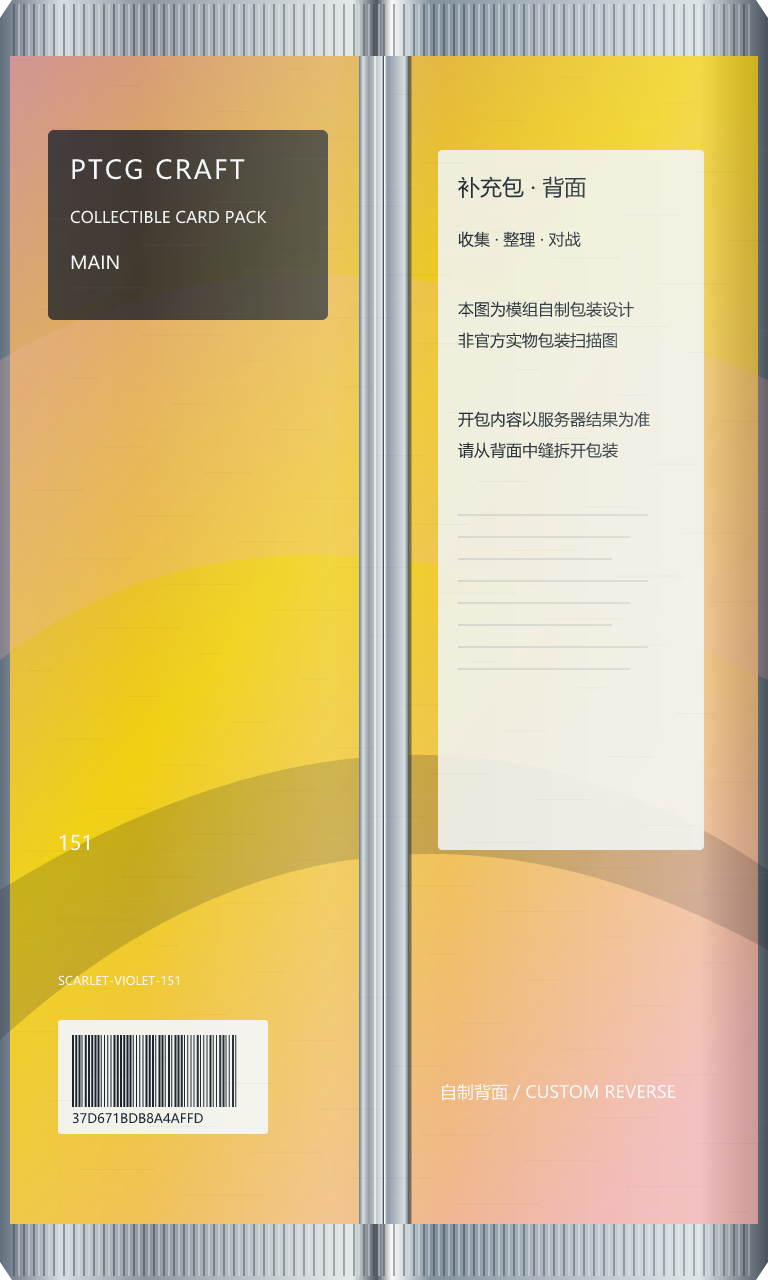 PTCG CRAFT
COLLECTIBLE CARD PACK
MAIN
151
SCARLET-VIOLET-151
37D671BDB8A4AFFD
补充包 · 背面
收集 · 整理 · 对战
本图为模组自制包装设计
非官方实物包装扫描图
开包内容以服务器结果为准
请从背面中缝拆开包装
自制背面 / CUSTOM REVERSE